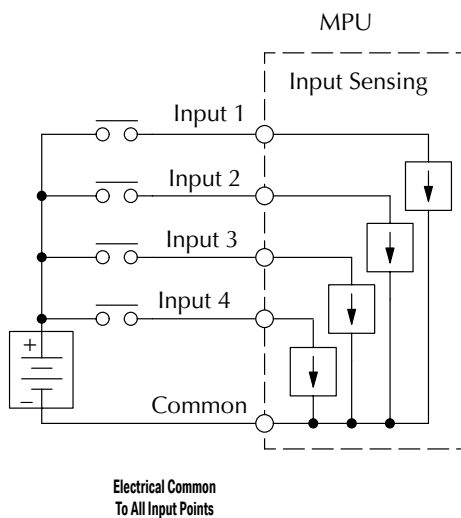 MPU
Input Sensing
Input 1
Input 2
Input 3
Input 4
+
–
Common
Electrical Common
To All Input Points